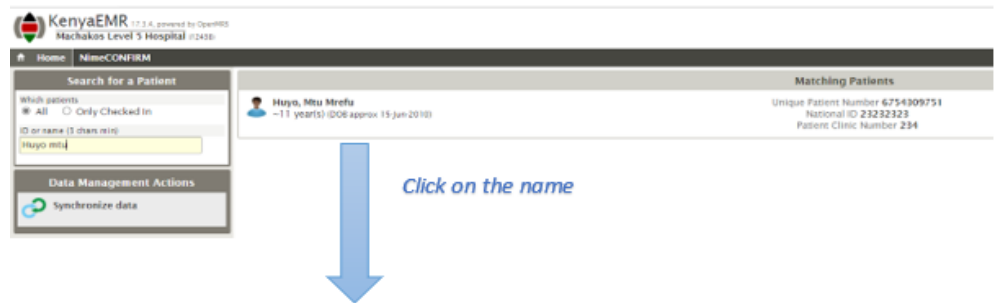 KenyaEMR 17.3.4, powered by OpenMRS
Machakos Level 5 Hospital (12438)
Home NimeCONFIRM
Search for a Patient
Which patients
All Only Checked In
ID or name (3 chars min)
Huyo mtu
Data Management Actions
Synchronize data
Matching Patients
Huyo, Mtu Mrefu
~11 year(s) (DOB approx 15-Jun-2010)
Unique Patient Number 6754309751
National ID 23232323
Patient Clinic Number 234
Click on the name